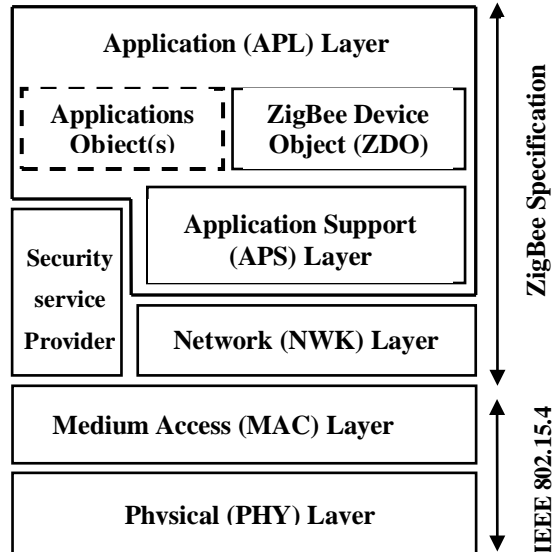 Application (APL) Layer
Applications
Object(s)
ZigBee Device
Object (ZDO)
Application Support
(APS) Layer
Security
service
Provider
Network (NWK) Layer
Medium Access (MAC) Layer
Physical (PHY) Layer
ZigBee Specification
IEEE 802.15.4